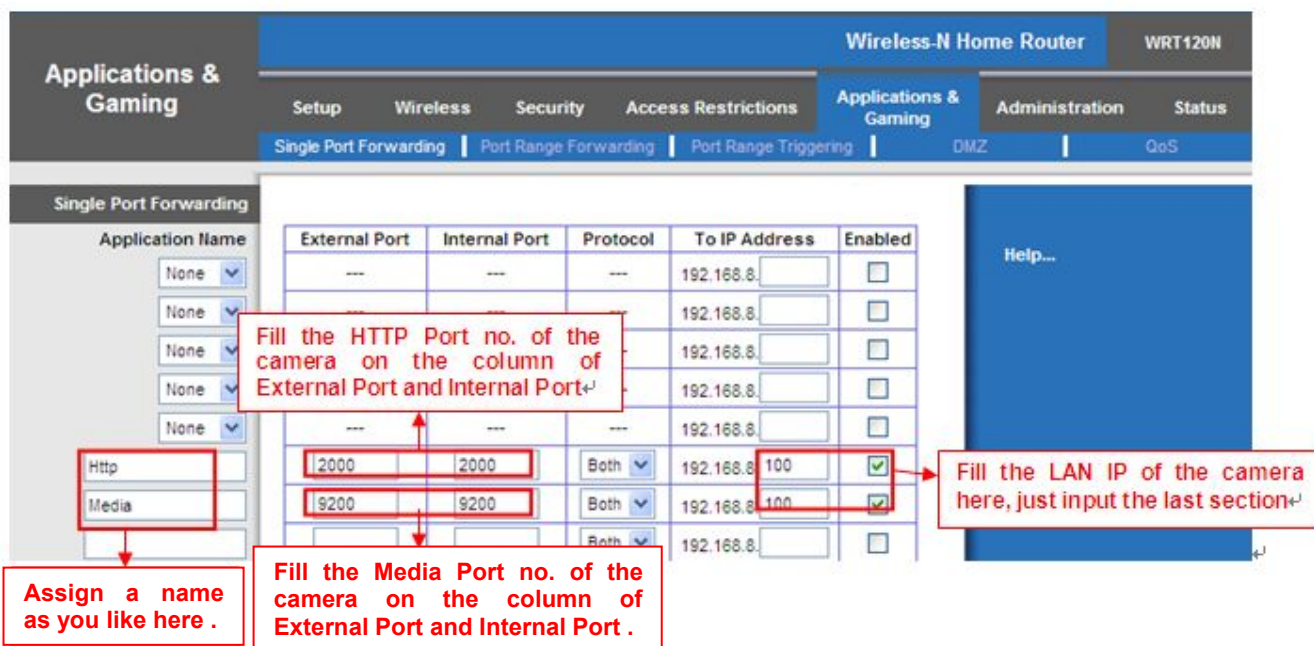 Wireless-N Home Router WRT120N
Applications &
Gaming
Setup Wireless Security Access Restrictions Applications & Gaming Administration Status
Single Port Forwarding Port Range Forwarding Port Range Triggering DMZ QoS
Single Port Forwarding
Application Name External Port Internal Port Protocol To IP Address Enabled
Help...
None --- --- --- 192.168.8.
None --- --- --- 192.168.8.
None 192.168.8.
None 192.168.8.
None --- --- --- 192.168.8.
Fill the HTTP Port no. of the
camera on the column of
External Port and Internal Port↵
Http 2000 2000 Both 192.168.8. 100
Media 9200 9200 Both 192.168.8. 100
Both 192.168.8.
Fill the LAN IP of the camera
here, just input the last section↵
↵
Assign a name
as you like here .
Fill the Media Port no. of the
camera on the column of
External Port and Internal Port .